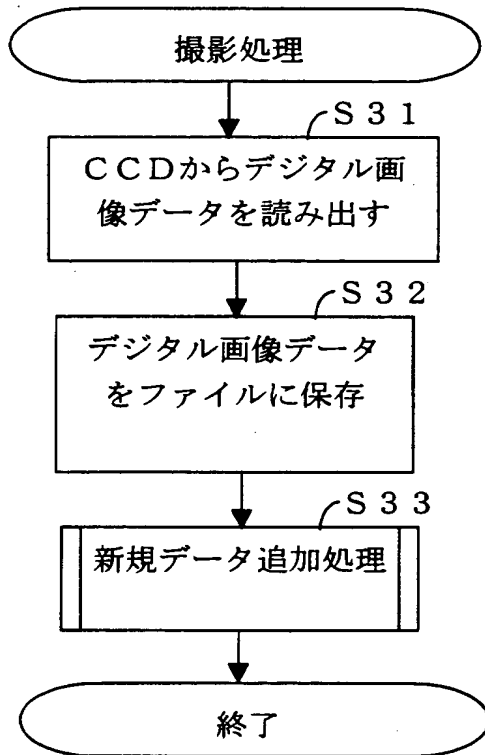 撮影処理
S31
CCDからデジタル画
像データを読み出す
S32
デジタル画像データ
をファイルに保存
S33
新規データ追加処理
終了